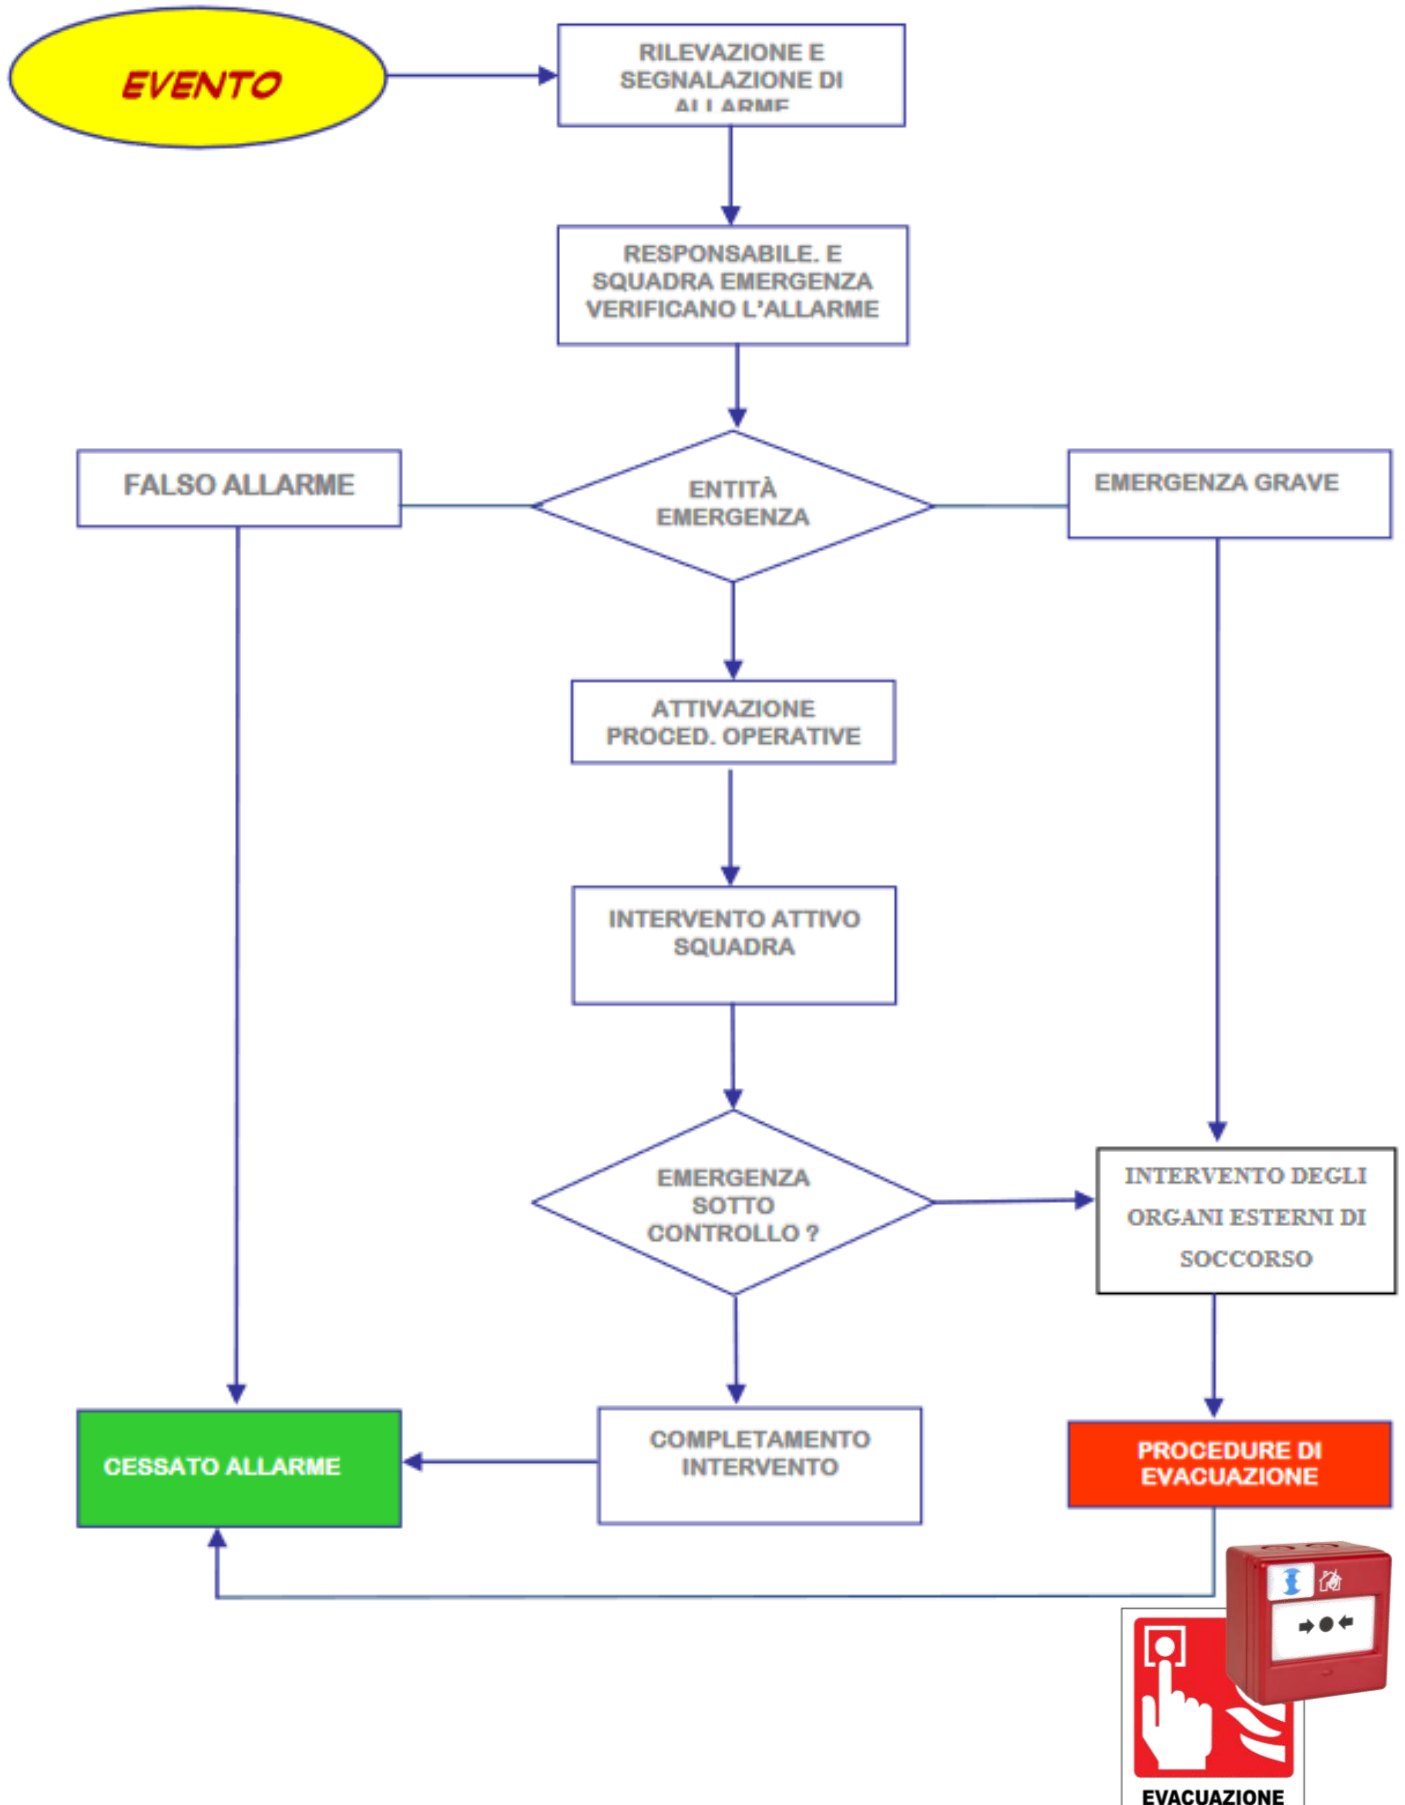 EVENTO
RILEVAZIONE E
SEGNALAZIONE DI
ALLARME
RESPONSABILE. E
SQUADRA EMERGENZA
VERIFICANO L'ALLARME
FALSO ALLARME
ENTITÀ
EMERGENZA
EMERGENZA GRAVE
ATTIVAZIONE
PROCED. OPERATIVE
INTERVENTO ATTIVO
SQUADRA
EMERGENZA
SOTTO
CONTROLLO ?
INTERVENTO DEGLI
ORGANI ESTERNI DI
SOCCORSO
CESSATO ALLARME
COMPLETAMENTO
INTERVENTO
PROCEDURE DI
EVACUAZIONE
EVACUAZIONE